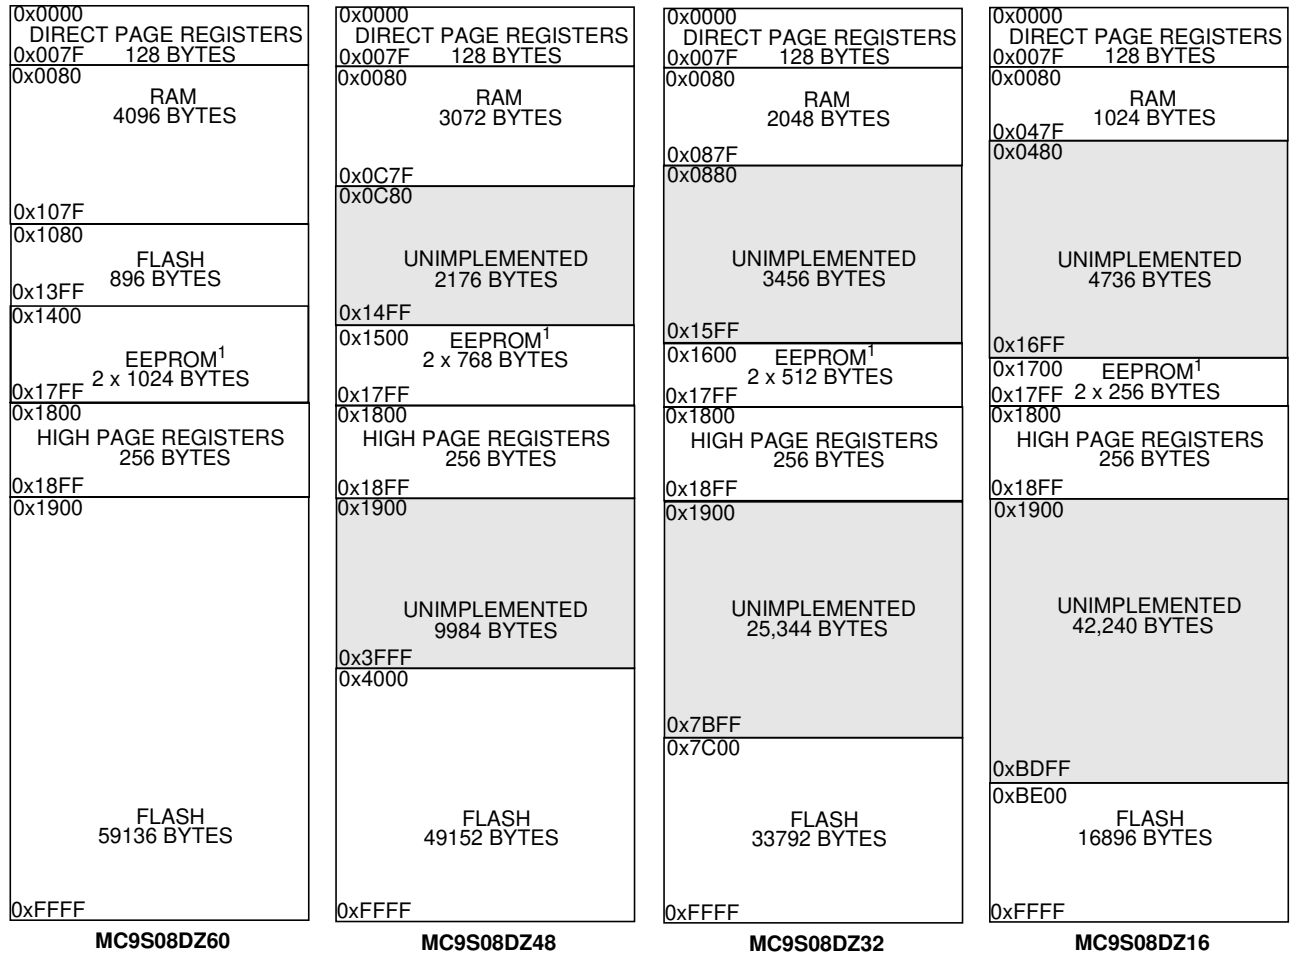 0x0000
DIRECT PAGE REGISTERS
0x007F 128 BYTES
0x0080
RAM
4096 BYTES
0x107F
0x1080
FLASH
896 BYTES
0x13FF
0x1400
EEPROM1
2 x 1024 BYTES
0x17FF
0x1800
HIGH PAGE REGISTERS
256 BYTES
0x18FF
0x1900
FLASH
59136 BYTES
0xFFFF
MC9S08DZ60
0x0000
DIRECT PAGE REGISTERS
0x007F 128 BYTES
0x0080
RAM
3072 BYTES
0x0C7F
0x0C80
UNIMPLEMENTED
2176 BYTES
0x14FF
0x1500 EEPROM1
2 x 768 BYTES
0x17FF
0x1800
HIGH PAGE REGISTERS
256 BYTES
0x18FF
0x1900
UNIMPLEMENTED
9984 BYTES
0x3FFF
0x4000
FLASH
49152 BYTES
0xFFFF
MC9S08DZ48
0x0000
DIRECT PAGE REGISTERS
0x007F 128 BYTES
0x0080
RAM
2048 BYTES
0x087F
0x0880
UNIMPLEMENTED
3456 BYTES
0x15FF
0x1600 EEPROM1
2 x 512 BYTES
0x17FF
0x1800
HIGH PAGE REGISTERS
256 BYTES
0x18FF
0x1900
UNIMPLEMENTED
25,344 BYTES
0x7BFF
0x7C00
FLASH
33792 BYTES
0xFFFF
MC9S08DZ32
0x0000
DIRECT PAGE REGISTERS
0x007F 128 BYTES
0x0080
RAM
1024 BYTES
0x047F
0x0480
UNIMPLEMENTED
4736 BYTES
0x16FF
0x1700 EEPROM1
0x17FF 2 x 256 BYTES
0x1800
HIGH PAGE REGISTERS
256 BYTES
0x18FF
0x1900
UNIMPLEMENTED
42,240 BYTES
0xBDFF
0xBE00
FLASH
16896 BYTES
0xFFFF
MC9S08DZ16